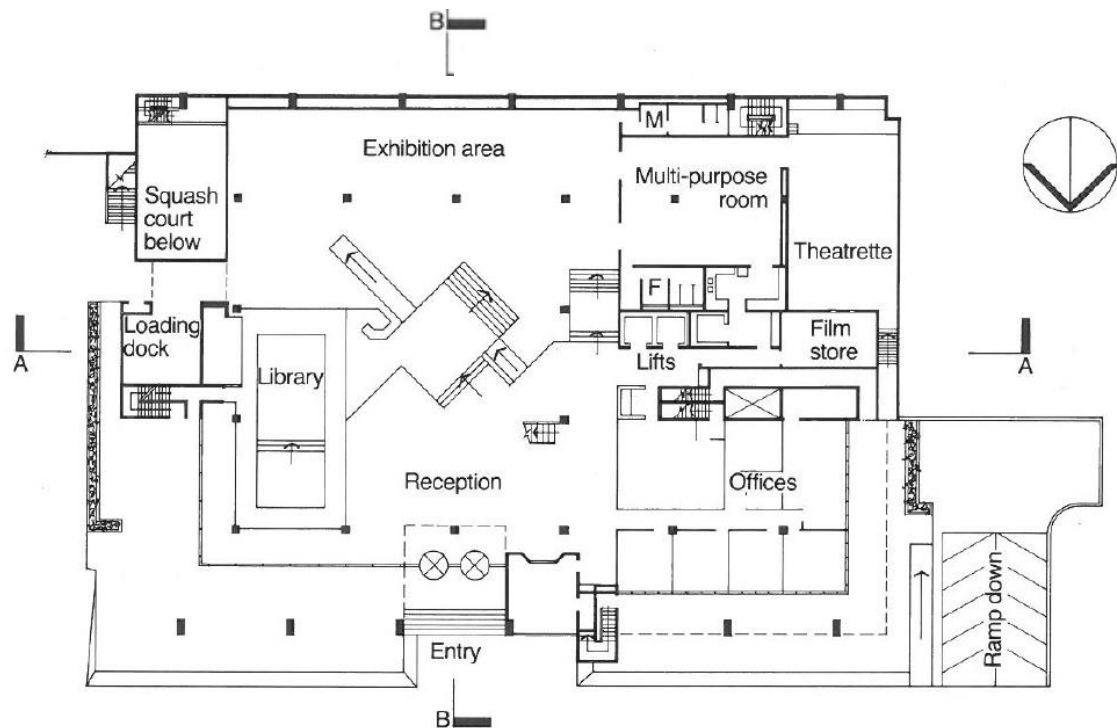 B
M
Exhibition area
Multi-purpose
room
Squash
court
below
Theatrette
F
Loading
dock
Film
store
A
Lifts
A
Library
Reception
Offices
Ramp down
Entry
B